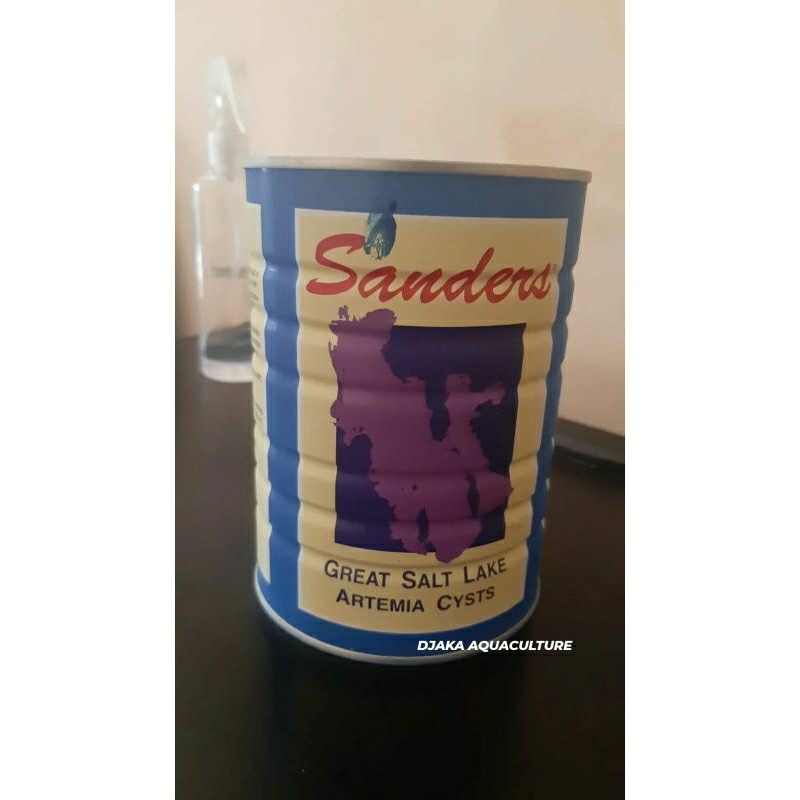 Sanders®
GREAT SALT LAKE
ARTEMIA CYSTS
DJAKA AQUACULTURE